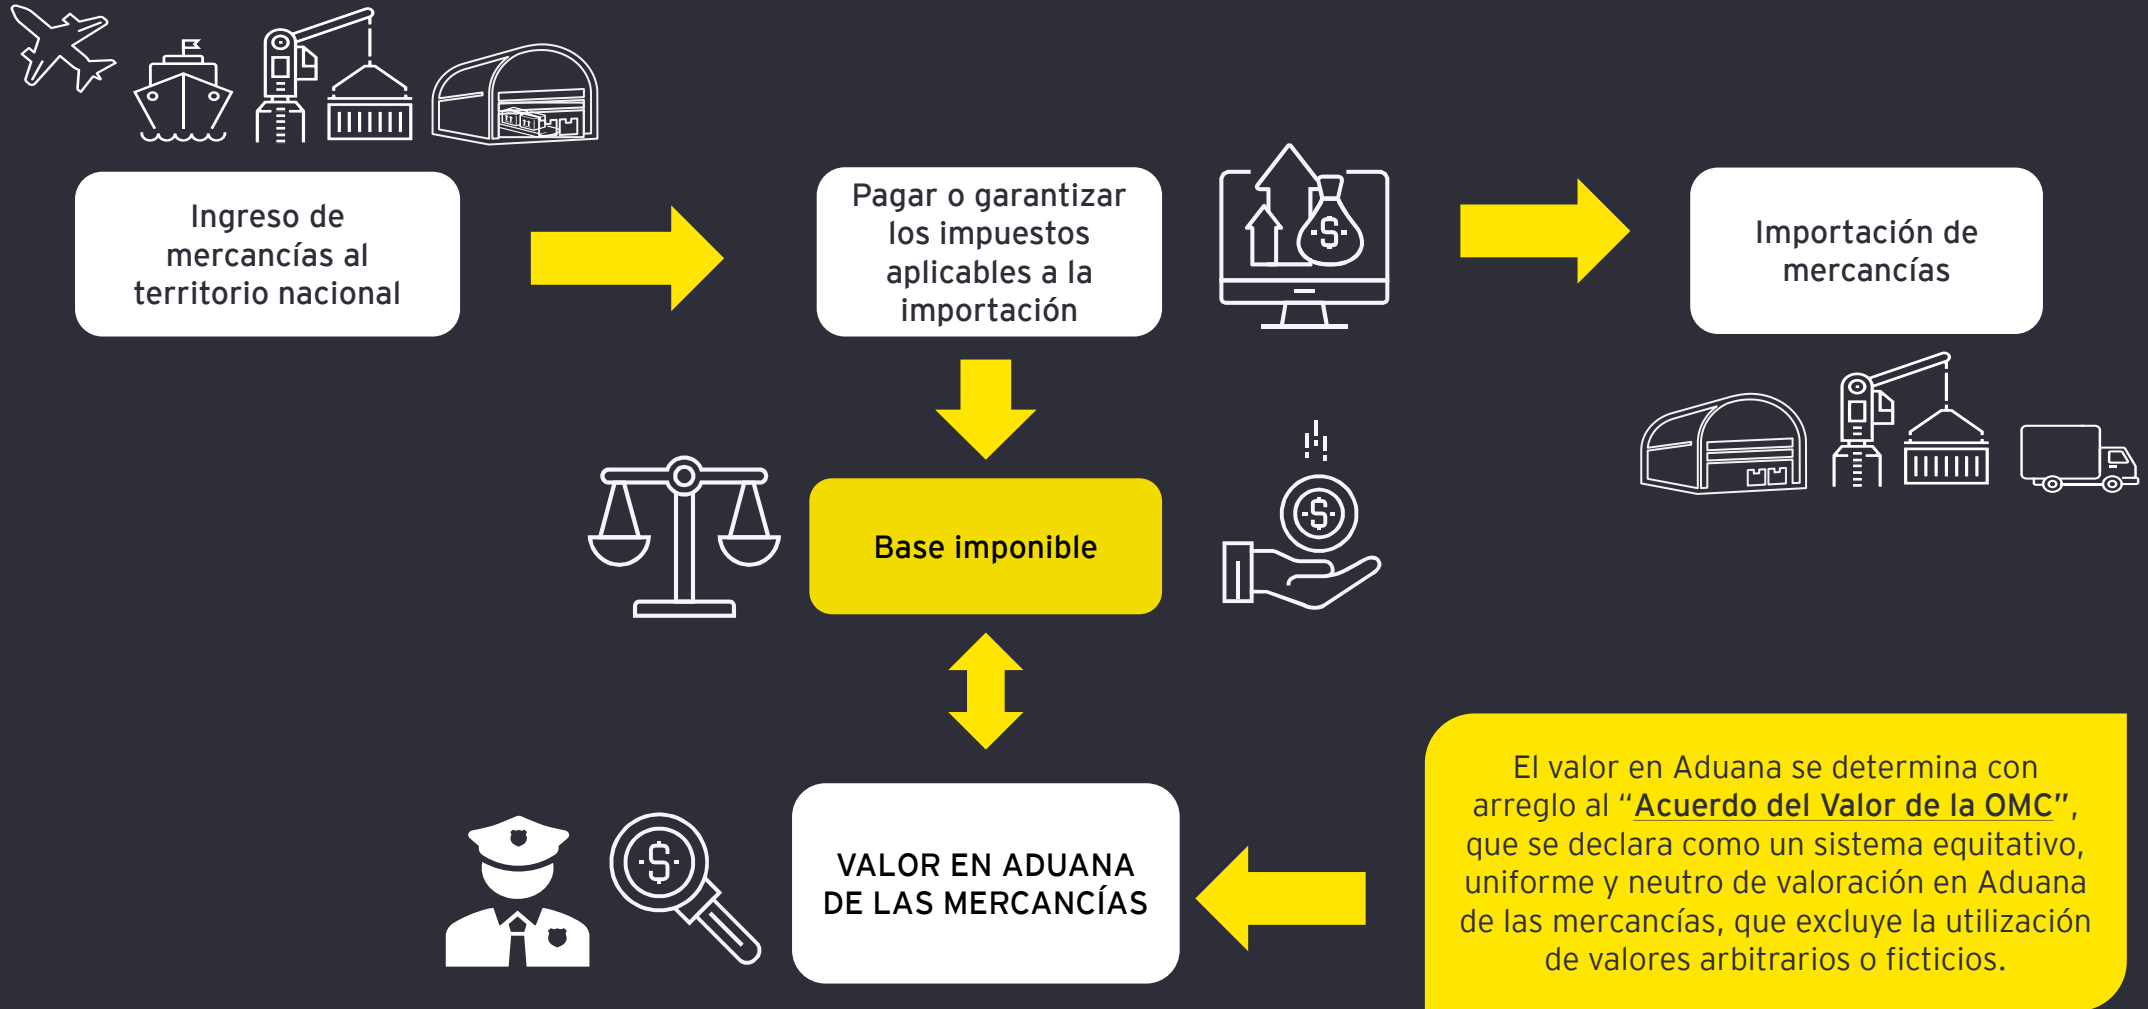 Ingreso de
mercancías al
territorio nacional
Pagar o garantizar
los impuestos
aplicables a la
importación
Importación de
mercancías
Base imponible
VALOR EN ADUANA
DE LAS MERCANCÍAS
El valor en Aduana se determina con
arreglo al “Acuerdo del Valor de la OMC”,
que se declara como un sistema equitativo,
uniforme y neutro de valoración en Aduana
de las mercancías, que excluye la utilización
de valores arbitrarios o ficticios.